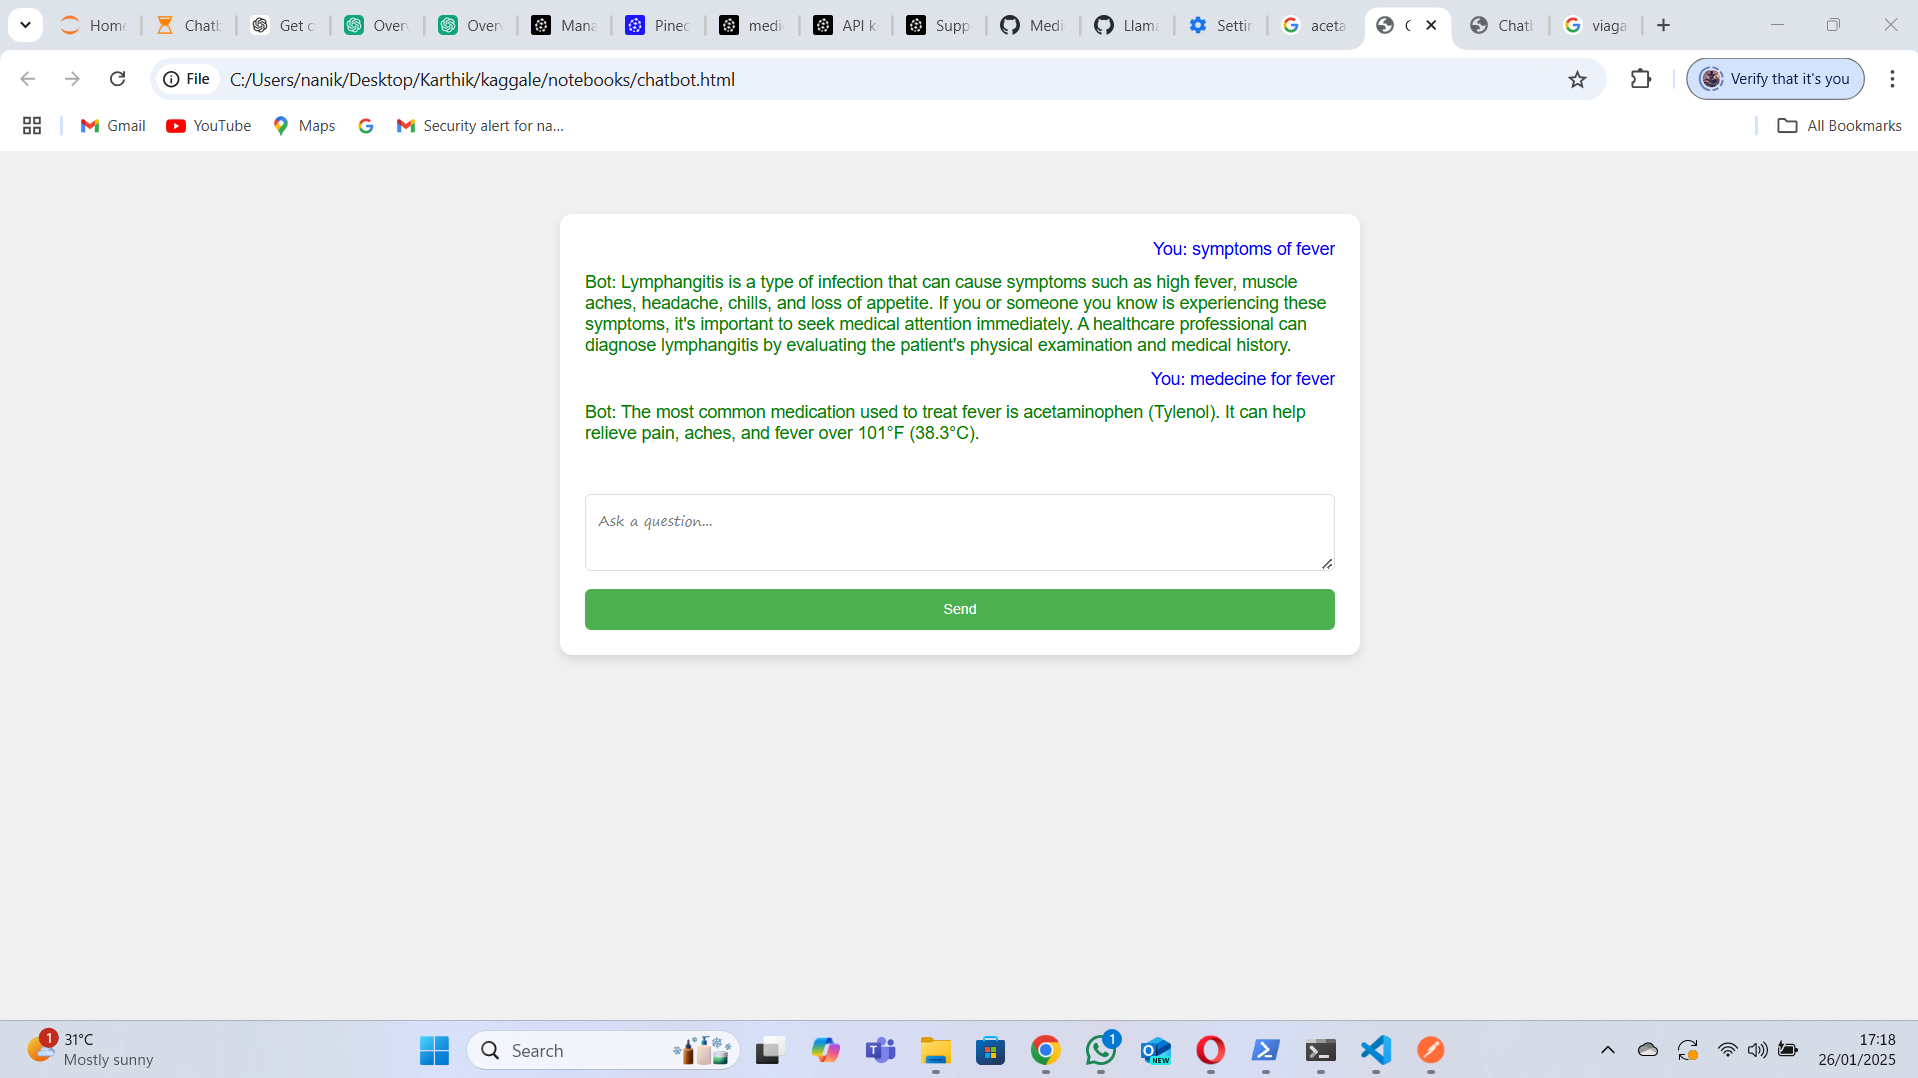 Home
Chatb
Get c
Overv
Overv
Mana
Pinec
medi
API k
Supp
Medi
Llama
Settin
aceta
C
Chatb
viaga
File
C:/Users/nanik/Desktop/Karthik/kaggale/notebooks/chatbot.html
Verify that it's you
Gmail
YouTube
Maps
Security alert for na...
All Bookmarks
You: symptoms of fever
Bot: Lymphangitis is a type of infection that can cause symptoms such as high fever, muscle
aches, headache, chills, and loss of appetite. If you or someone you know is experiencing these
symptoms, it's important to seek medical attention immediately. A healthcare professional can
diagnose lymphangitis by evaluating the patient's physical examination and medical history.
You: medecine for fever
Bot: The most common medication used to treat fever is acetaminophen (Tylenol). It can help
relieve pain, aches, and fever over 101°F (38.3°C).
Ask a question...
Send
1
31°C
Mostly sunny
Search
1
NEW
17:18
26/01/2025